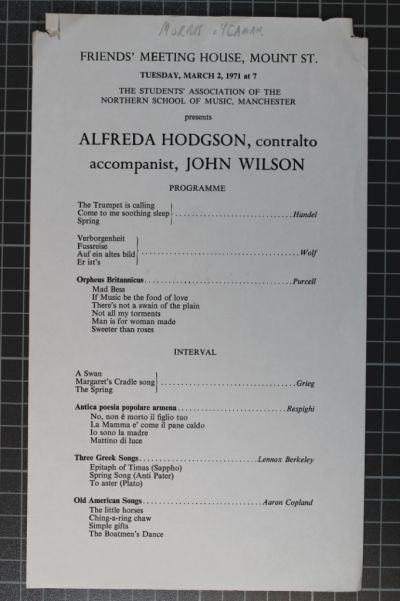 FRIENDS' MEETING HOUSE, MOUNT ST.
TUESDAY, MARCH 2, 1971 at 7
THE STUDENTS' ASSOCIATION OF THE
NORTHERN SCHOOL OF MUSIC, MANCHESTER
presents
ALFREDA HODGSON, contralto
accompanist, JOHN WILSON
PROGRAMME
The Trumpet is calling
Come to me soothing sleep ..............................Handel
Spring
Verborgenheit
Fussreise
Auf ein altes bild ........................................Wolf
Er ist's
Orpheus Britannicus......................................Purcell
Mad Bess
If Music be the food of love
There's not a swain of the plain
Not all my torments
Man is for woman made
Sweeter than roses
INTERVAL
A Swan
Margaret's Cradle song ..................................Grieg
The Spring
Antica poesia popolare armena............................Respighi
No, non è morto il figlio tuo
La Mamma e' come il pane caldo
Io sono la madre
Mattino di luce
Three Greek Songs..............................Lennox Berkeley
Epitaph of Timas (Sappho)
Spring Song (Anti Pater)
To aster (Plato)
Old American Songs..............................Aaron Copland
The little horses
Ching-a-ring chaw
Simple gifts
The Boatmen's Dance